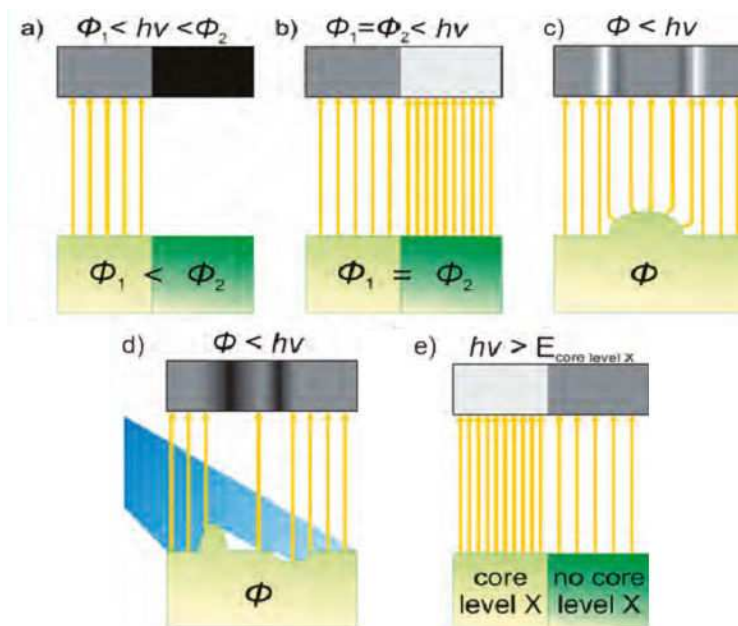 a) Φ₁ < hν < Φ₂
Φ₁ < Φ₂
b) Φ₁=Φ₂< hν
Φ₁ = Φ₂
c) Φ < hν
Φ
d) Φ < hν
Φ
e) hν > E core level X
core level X
no core level X